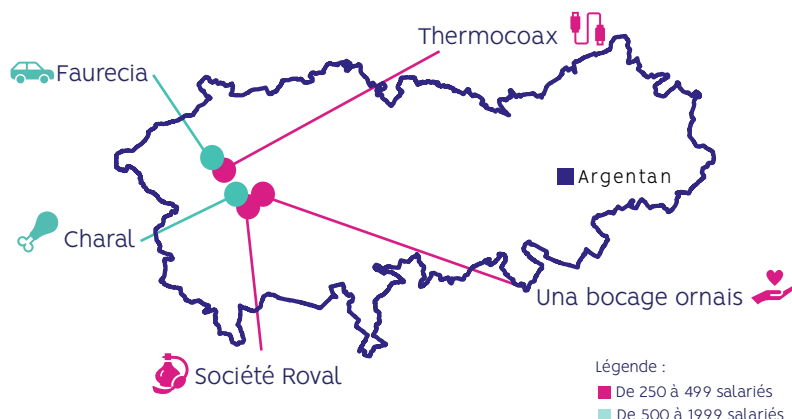 Thermocoax
Faurecia
Argentan
Charal
Una bocage ornais
Société Roval
Légende :
De 250 à 499 salariés
De 500 à 1999 salariés